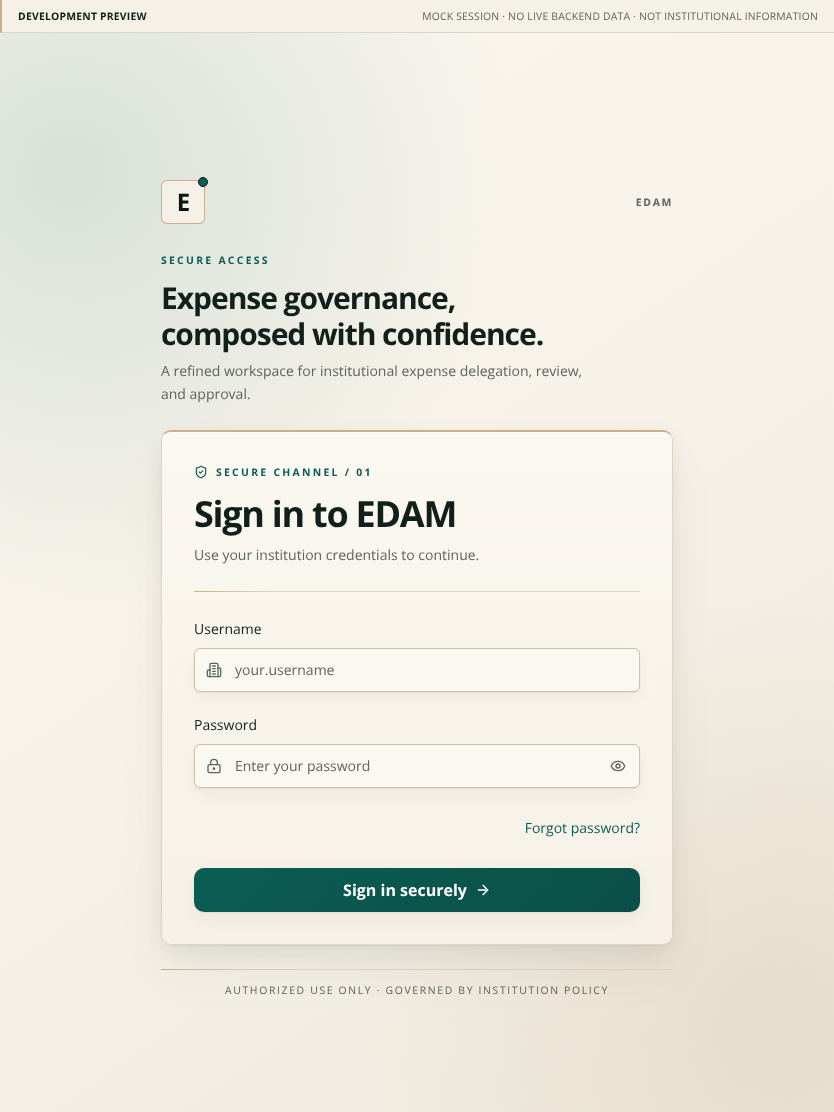 DEVELOPMENT PREVIEW
MOCK SESSION · NO LIVE BACKEND DATA · NOT INSTITUTIONAL INFORMATION
E
EDAM
SECURE ACCESS
Expense governance,
composed with confidence.
A refined workspace for institutional expense delegation, review,
and approval.
SECURE CHANNEL / 01
Sign in to EDAM
Use your institution credentials to continue.
Username
your.username
Password
Enter your password
Forgot password?
Sign in securely →
AUTHORIZED USE ONLY · GOVERNED BY INSTITUTION POLICY